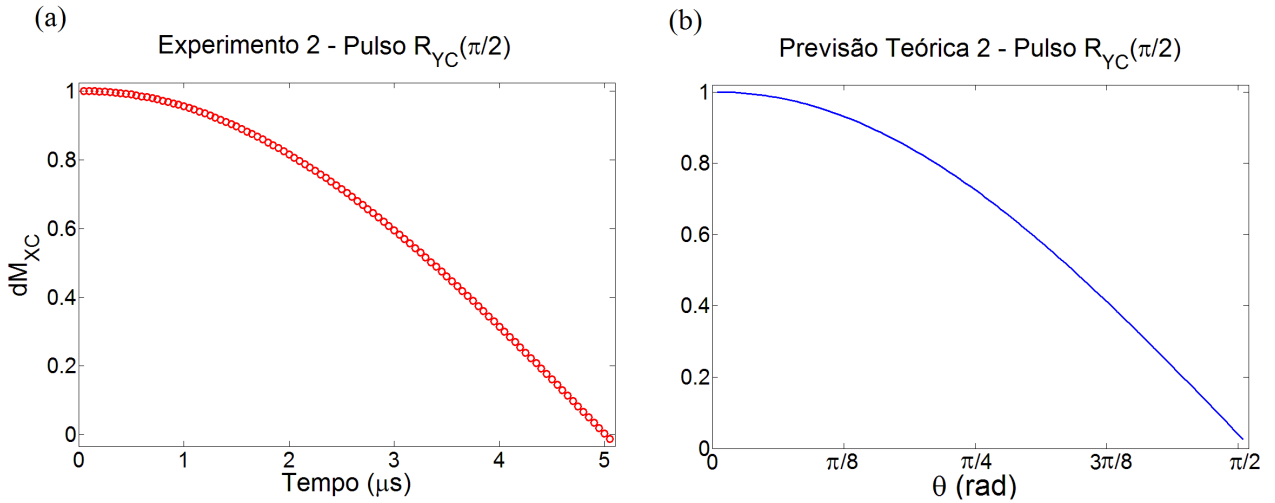 (a)
Experimento 2 - Pulso R_YC(π/2)
1
0.8
0.6
0.4
0.2
0
dM_XC
0 1 2 3 4 5
Tempo (μs)
(b)
Previsão Teórica 2 - Pulso R_YC(π/2)
1
0.8
0.6
0.4
0.2
0
0 π/8 π/4 3π/8 π/2
θ (rad)